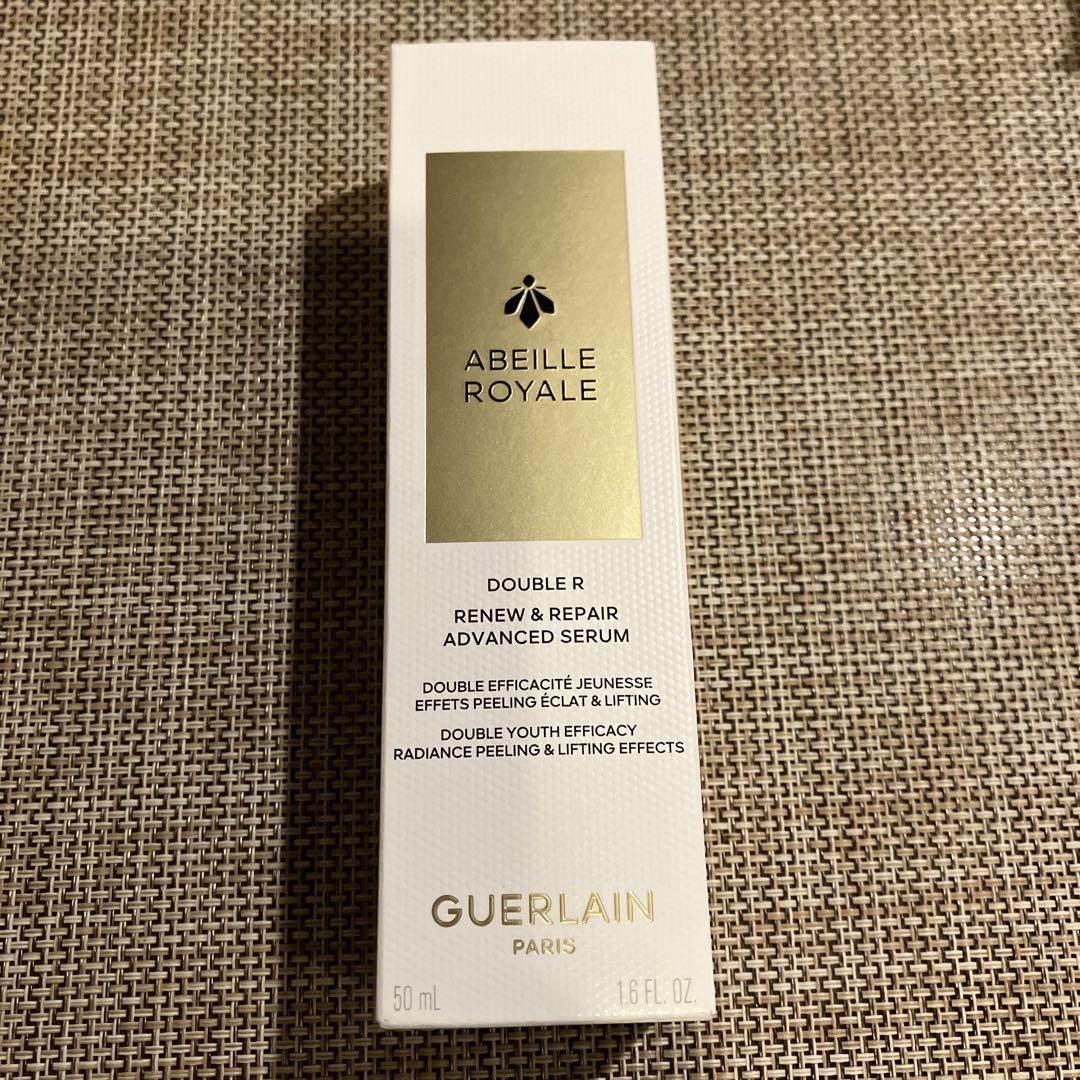 ABEILLE
ROYALE
DOUBLE R
RENEW & REPAIR
ADVANCED SERUM
DOUBLE EFFICACITÉ JEUNESSE
EFFETS PEELING ÉCLAT & LIFTING
DOUBLE YOUTH EFFICACY
RADIANCE PEELING & LIFTING EFFECTS
GUERLAIN
PARIS
50 mL 1.6 FL. OZ.